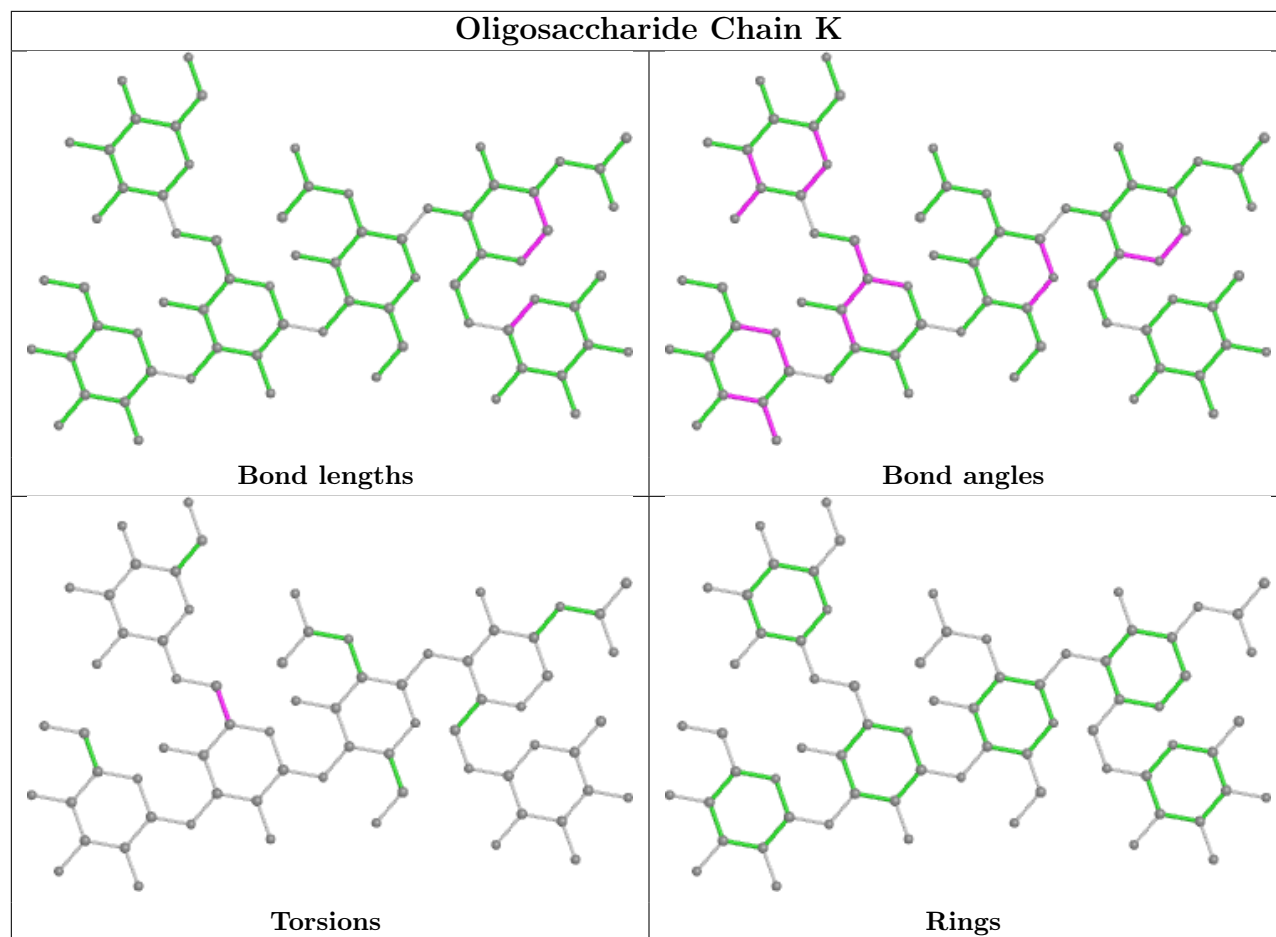 Oligosaccharide Chain K
Bond lengths
Bond angles
Torsions
Rings